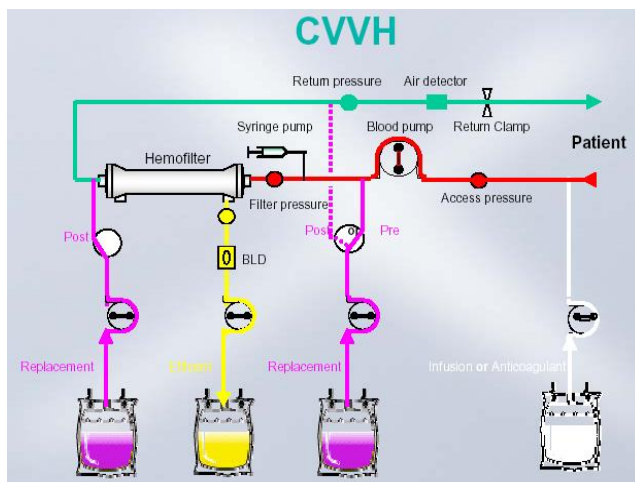 CVVH
Return pressure
Air detector
Syringe pump
Blood pump
Return Clamp
Patient
Hemofilter
Filter pressure
Access pressure
Post
Post
Pre
BLD
Replacement
Effluent
Replacement
Infusion or Anticoagulant